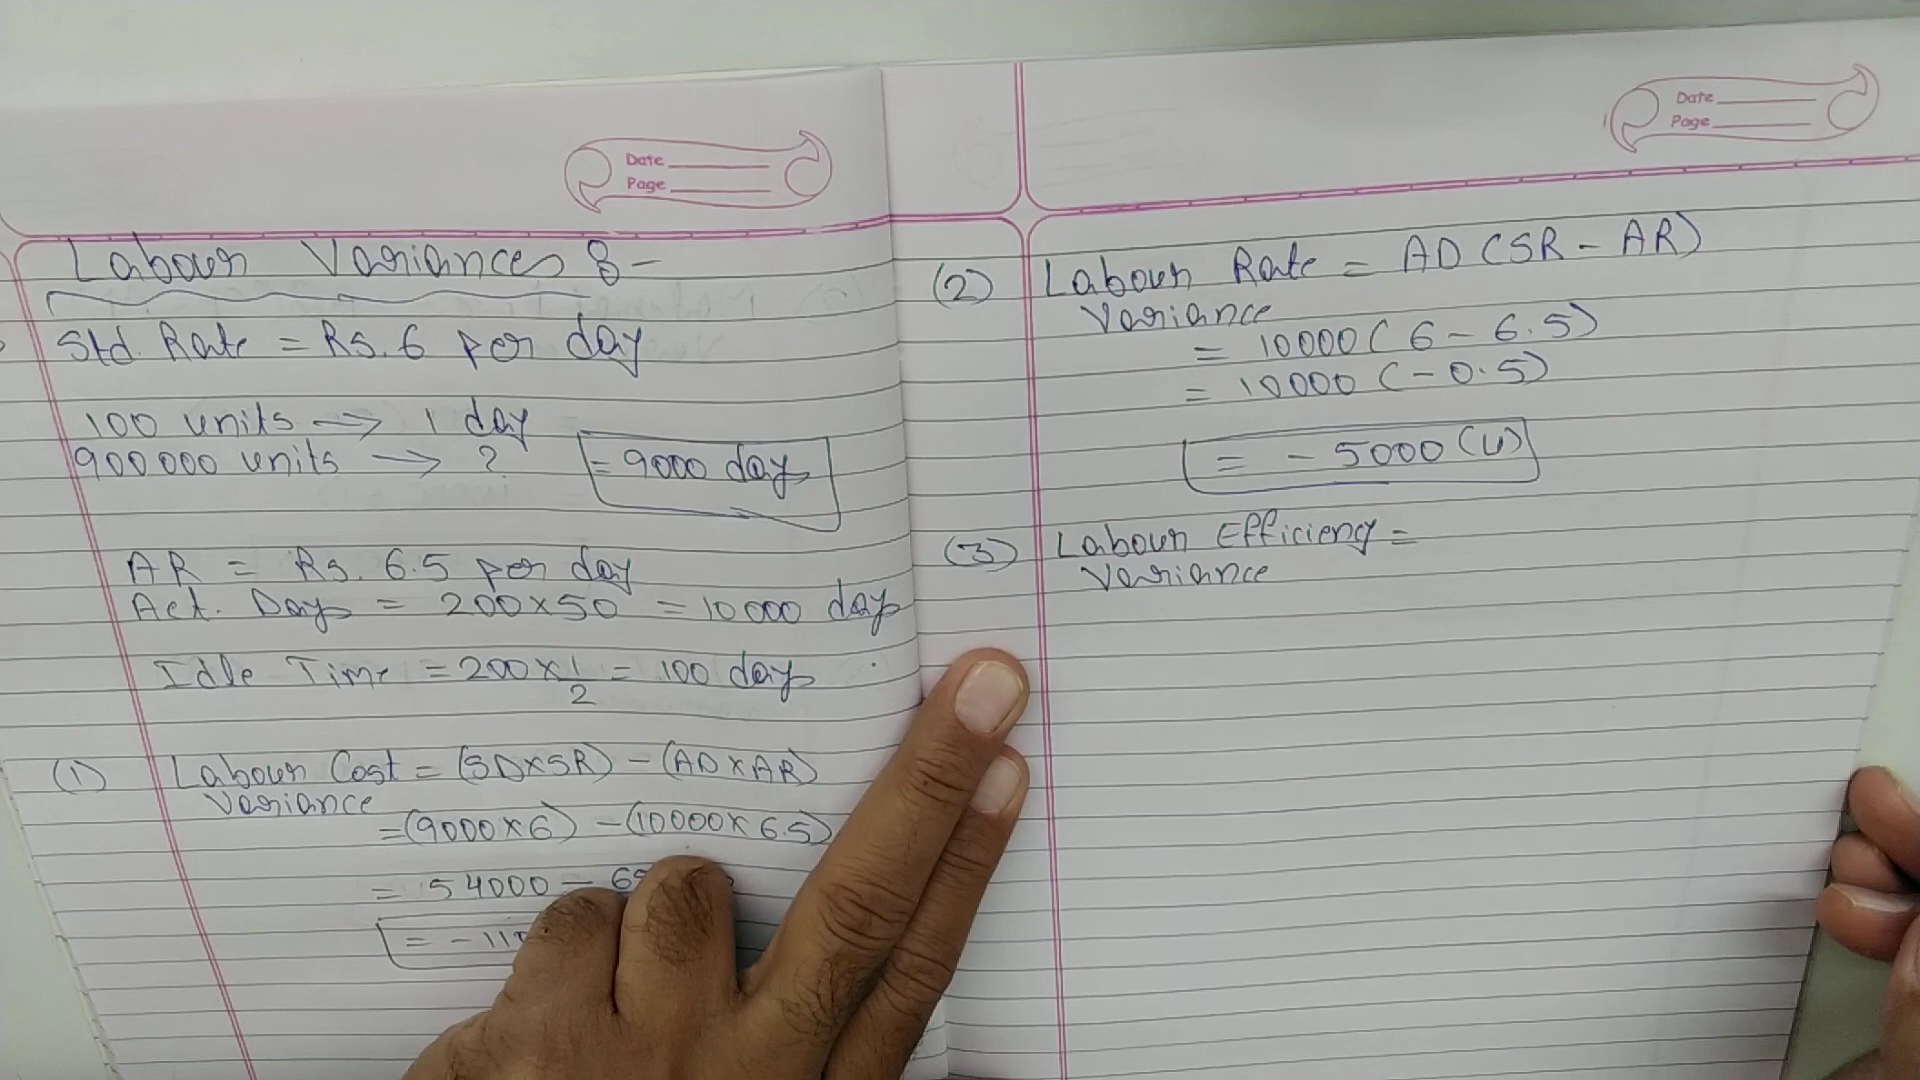 Date
Page
Labour Variances :-
Std. Rate = Rs. 6 per day
100 units → 1 day
900000 units → ? = 9000 days
AR = Rs. 6.5 per day
Act. Days = 200×50 = 10000 days
Idle Time = 200×1/2 = 100 days
(1) Labour Cost = (SD×SR) - (AD×AR)
Variance
= (9000×6) - (10000×6.5)
= 54000 -
= -
Date
Page
(2) Labour Rate = AD (SR - AR)
Variance
= 10000 (6 - 6.5)
= 10000 (-0.5)
= - 5000 (U)
(3) Labour Efficiency =
Variance